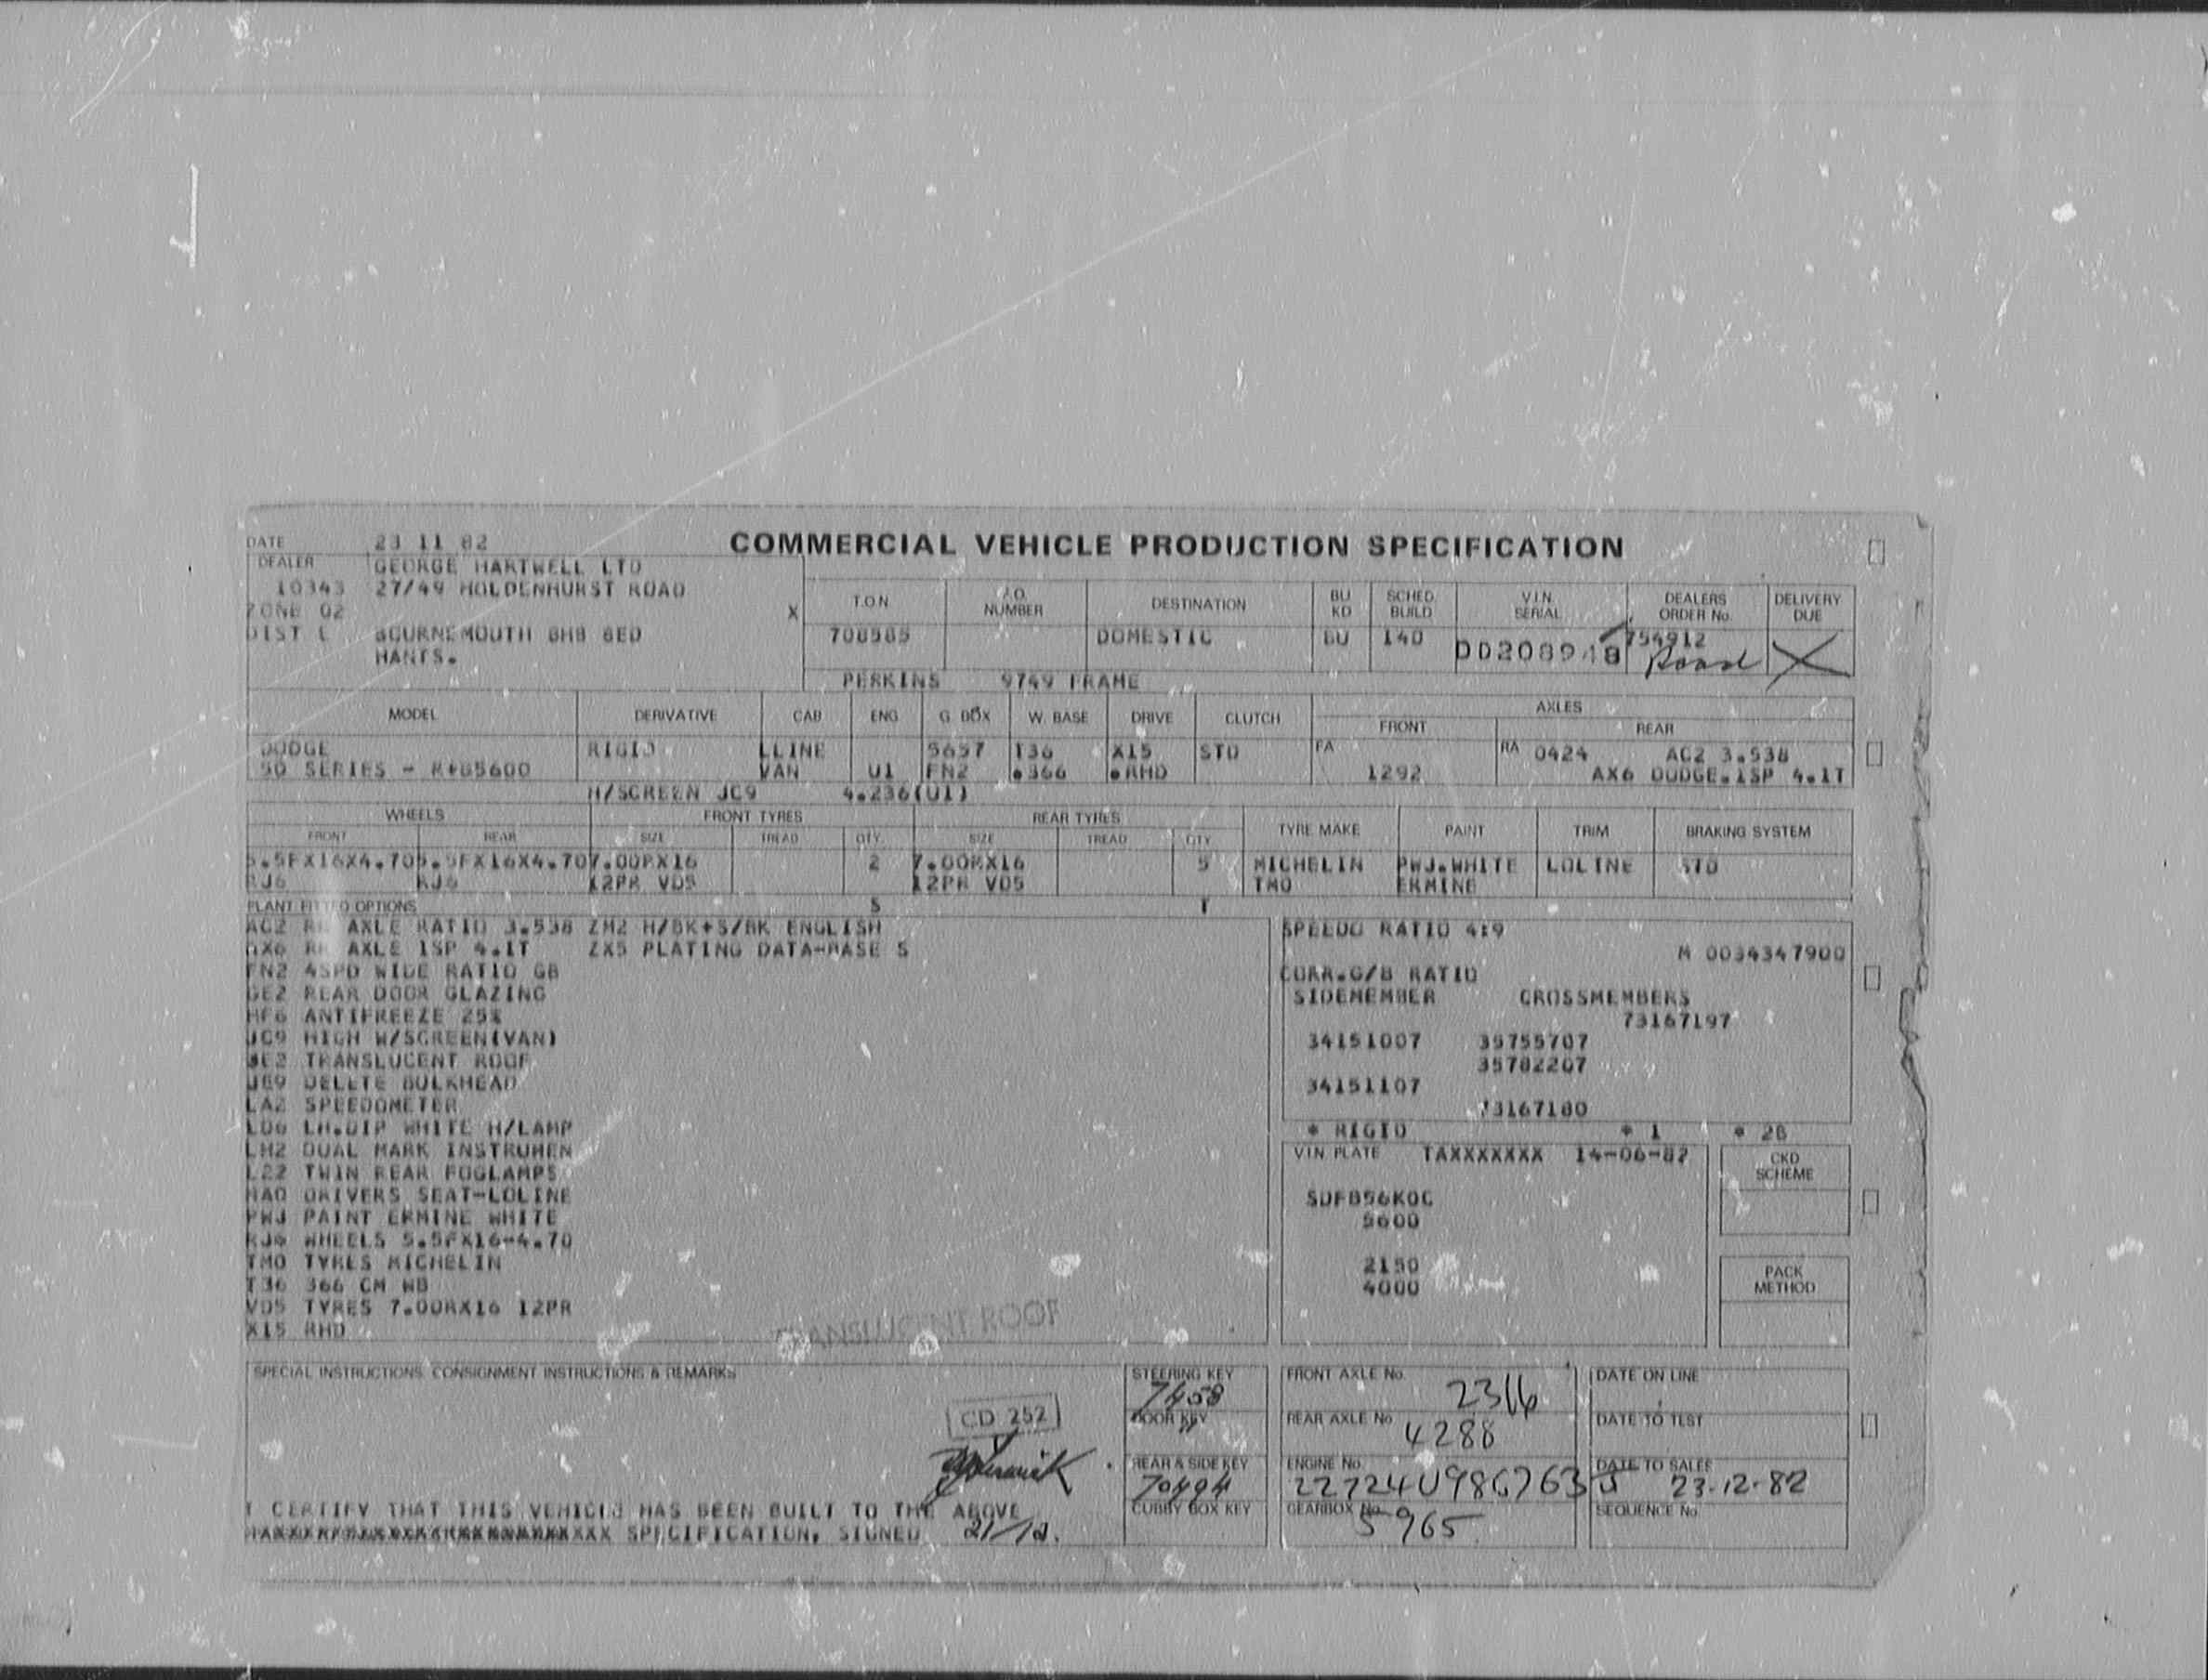 COMMERCIAL VEHICLE PRODUCTION SPECIFICATION
DATE 23 11 82
DEALER GEORGE HARTWELL LTD
10343 27/49 HOLDENHURST ROAD
ZONE 02 X
DIST L BOURNEMOUTH BH8 8ED
HANTS.
T.O.N. NUMBER DESTINATION BU KD SCHED. BUILD V.I.N. SERIAL DEALERS ORDER No. DELIVERY DUE
708585 DOMESTIC BU 140 DD208948 754912
Road X
PERKINS 9749 FRAME
MODEL DERIVATIVE CAB ENG G. BOX W. BASE DRIVE CLUTCH AXLES
FRONT REAR
DODGE RIGID LLINE 5657 T36 X15 STD FA RA 0424 AC2 3.538
50 SERIES - VAN U1 FN2 .366 .RHD 1292 AX6 DODGE.1SP 4.1T
H/SCREEN JC9 4.236(U1)
WHEELS FRONT TYRES REAR TYRES TYRE MAKE PAINT TRIM BRAKING SYSTEM
FRONT REAR SIZE TREAD QTY. SIZE TREAD QTY
5.5FX16X4.70 5.5FX16X4.70 7.00RX16 2 7.00RX16 5 MICHELIN PWJ.WHITE LOLINE STD
RJ6 RJ6 12PR VD5 12PR VD5 TMO ERMINE
PLANT FITTED OPTIONS S T
AC2 RR AXLE RATIO 3.538 ZM2 H/BK+S/BK ENGLISH
AX6 RR AXLE 1SP 4.1T ZX5 PLATING DATA-BASE S
FN2 4SPD WIDE RATIO GB
GE2 REAR DOOR GLAZING
HF6 ANTIFREEZE 25%
JC9 HIGH W/SCREEN(VAN)
TRANSLUCENT ROOF
DELETE BULKHEAD
LA2 SPEEDOMETER
LD6 LH.DIP WHITE H/LAMP
LM2 DUAL MARK INSTRUMEN
LZ2 TWIN REAR FOGLAMPS
DRIVERS SEAT-LOLINE
PWJ PAINT ERMINE WHITE
RJ6 WHEELS 5.5FX16-4.70
TMO TYRES MICHELIN
T36 366 CM WB
VD5 TYRES 7.00RX16 12PR
X15 RHD
TRANSLUCENT ROOF
SPEEDO RATIO 4:9
M 0034347900
CORR.G/B RATIO
SIDEMEMBER CROSSMEMBERS
73167197
34151007 35755707
35782207
34151107
73167180
* RIGID * 1 * 28
VIN PLATE TAXXXXXXX 14-06-82
SDFB56K0C
5600
2150
4000
CKD SCHEME
PACK METHOD
SPECIAL INSTRUCTIONS CONSIGNMENT INSTRUCTIONS & REMARKS
CD 252
I CERTIFY THAT THIS VEHICLE HAS BEEN BUILT TO THE ABOVE
SPECIFICATION, SIGNED 21/12.
STEERING KEY
7458
DOOR KEY
REAR & SIDE KEY
70494
CUBBY BOX KEY
FRONT AXLE No.
2316
REAR AXLE No
4288
ENGINE No.
22724U986763J
GEARBOX No.
5965
DATE ON LINE
DATE TO TEST
DATE TO SALES
23.12.82
SEQUENCE No.